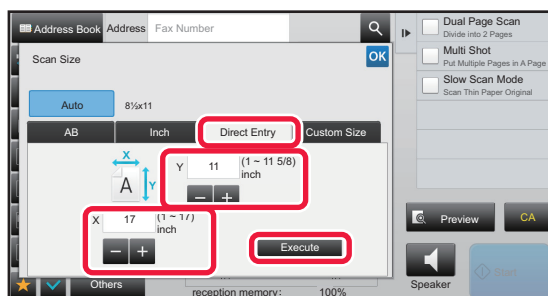 Address Book Address Fax Number
Scan Size
OK
Auto 8½x11
AB Inch Direct Entry Custom Size
X
Y
A
Y 11 (1 ~ 11 5/8)
inch
X 17 (1 ~ 17)
inch
Execute
Others
reception memory: 100%
Dual Page Scan
Divide into 2 Pages
Multi Shot
Put Multiple Pages in A Page
Slow Scan Mode
Scan Thin Paper Original
Preview CA
Speaker Start